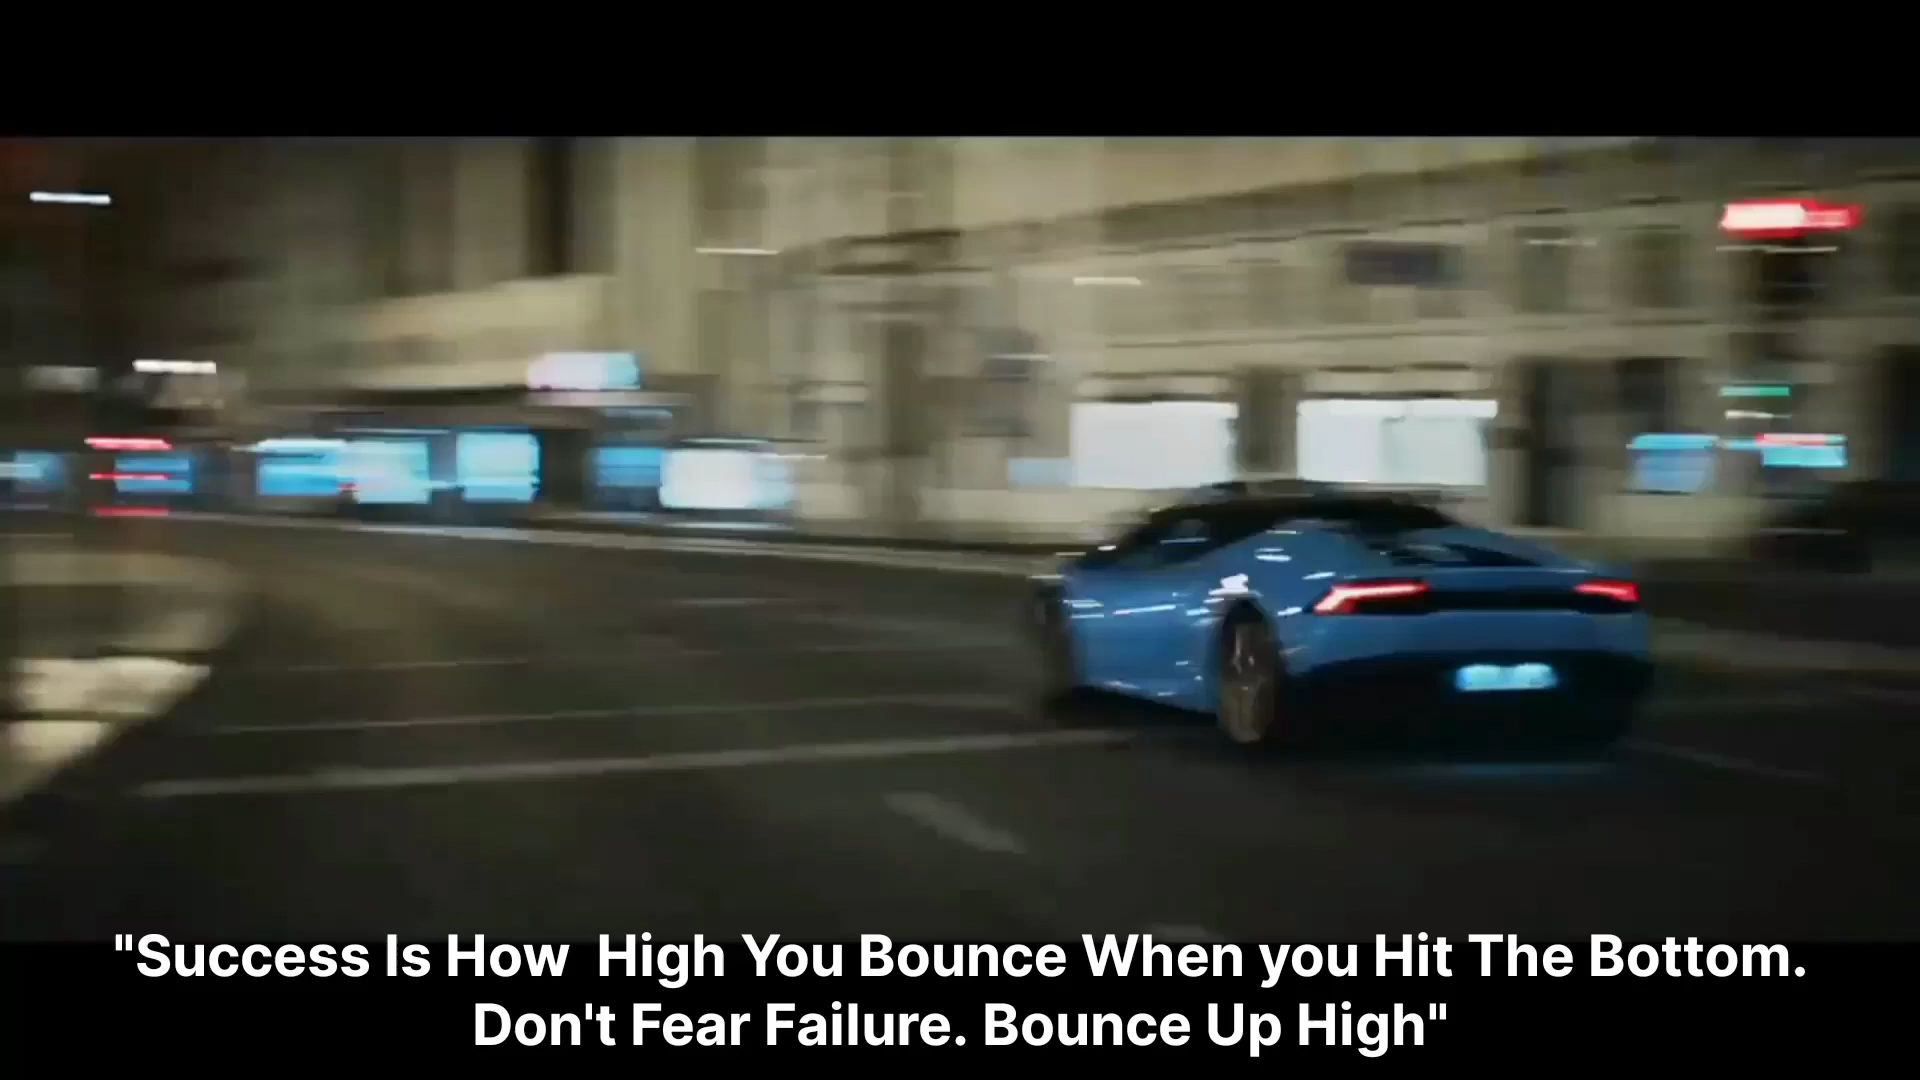 "Success Is How  High You Bounce When you Hit The Bottom.
Don't Fear Failure. Bounce Up High"